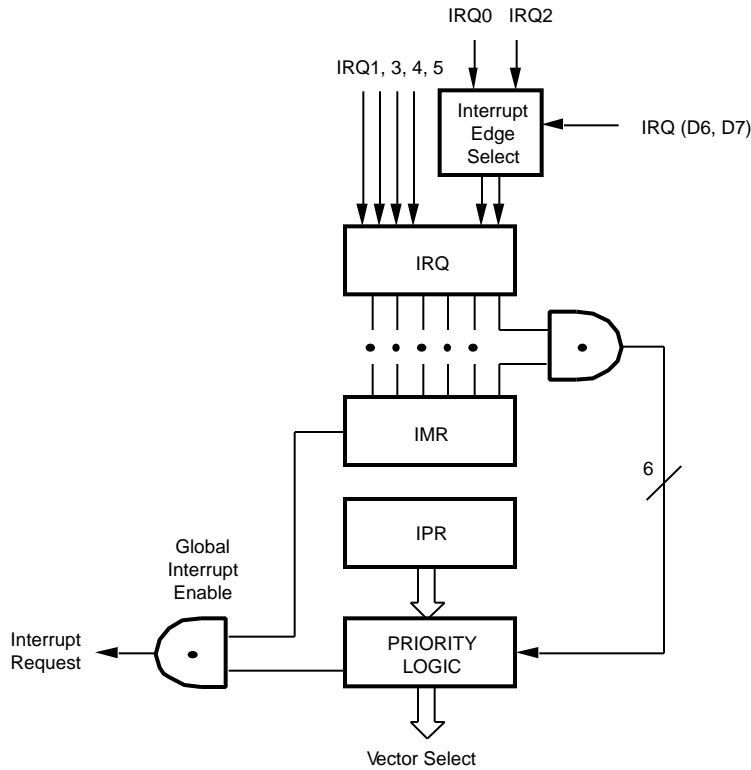 IRQ0 IRQ2
IRQ1, 3, 4, 5
Interrupt
Edge
Select
IRQ (D6, D7)
IRQ
IMR
6
IPR
Global
Interrupt
Enable
Interrupt
Request
PRIORITY
LOGIC
Vector Select